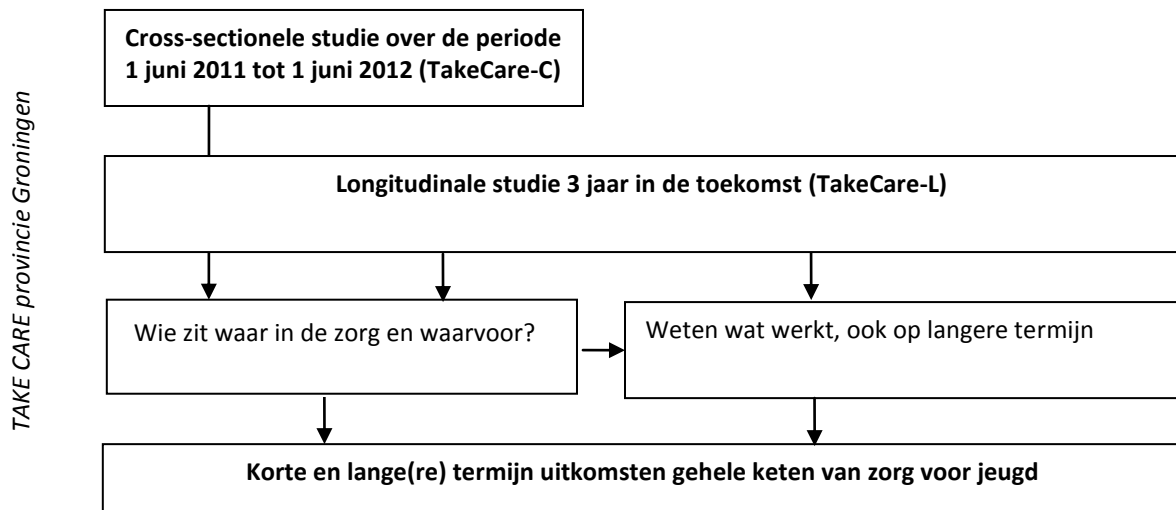 TAKE CARE provincie Groningen
Cross-sectionele studie over de periode
1 juni 2011 tot 1 juni 2012 (TakeCare-C)
Longitudinale studie 3 jaar in de toekomst (TakeCare-L)
Wie zit waar in de zorg en waarvoor?
Weten wat werkt, ook op langere termijn
Korte en lange(re) termijn uitkomsten gehele keten van zorg voor jeugd